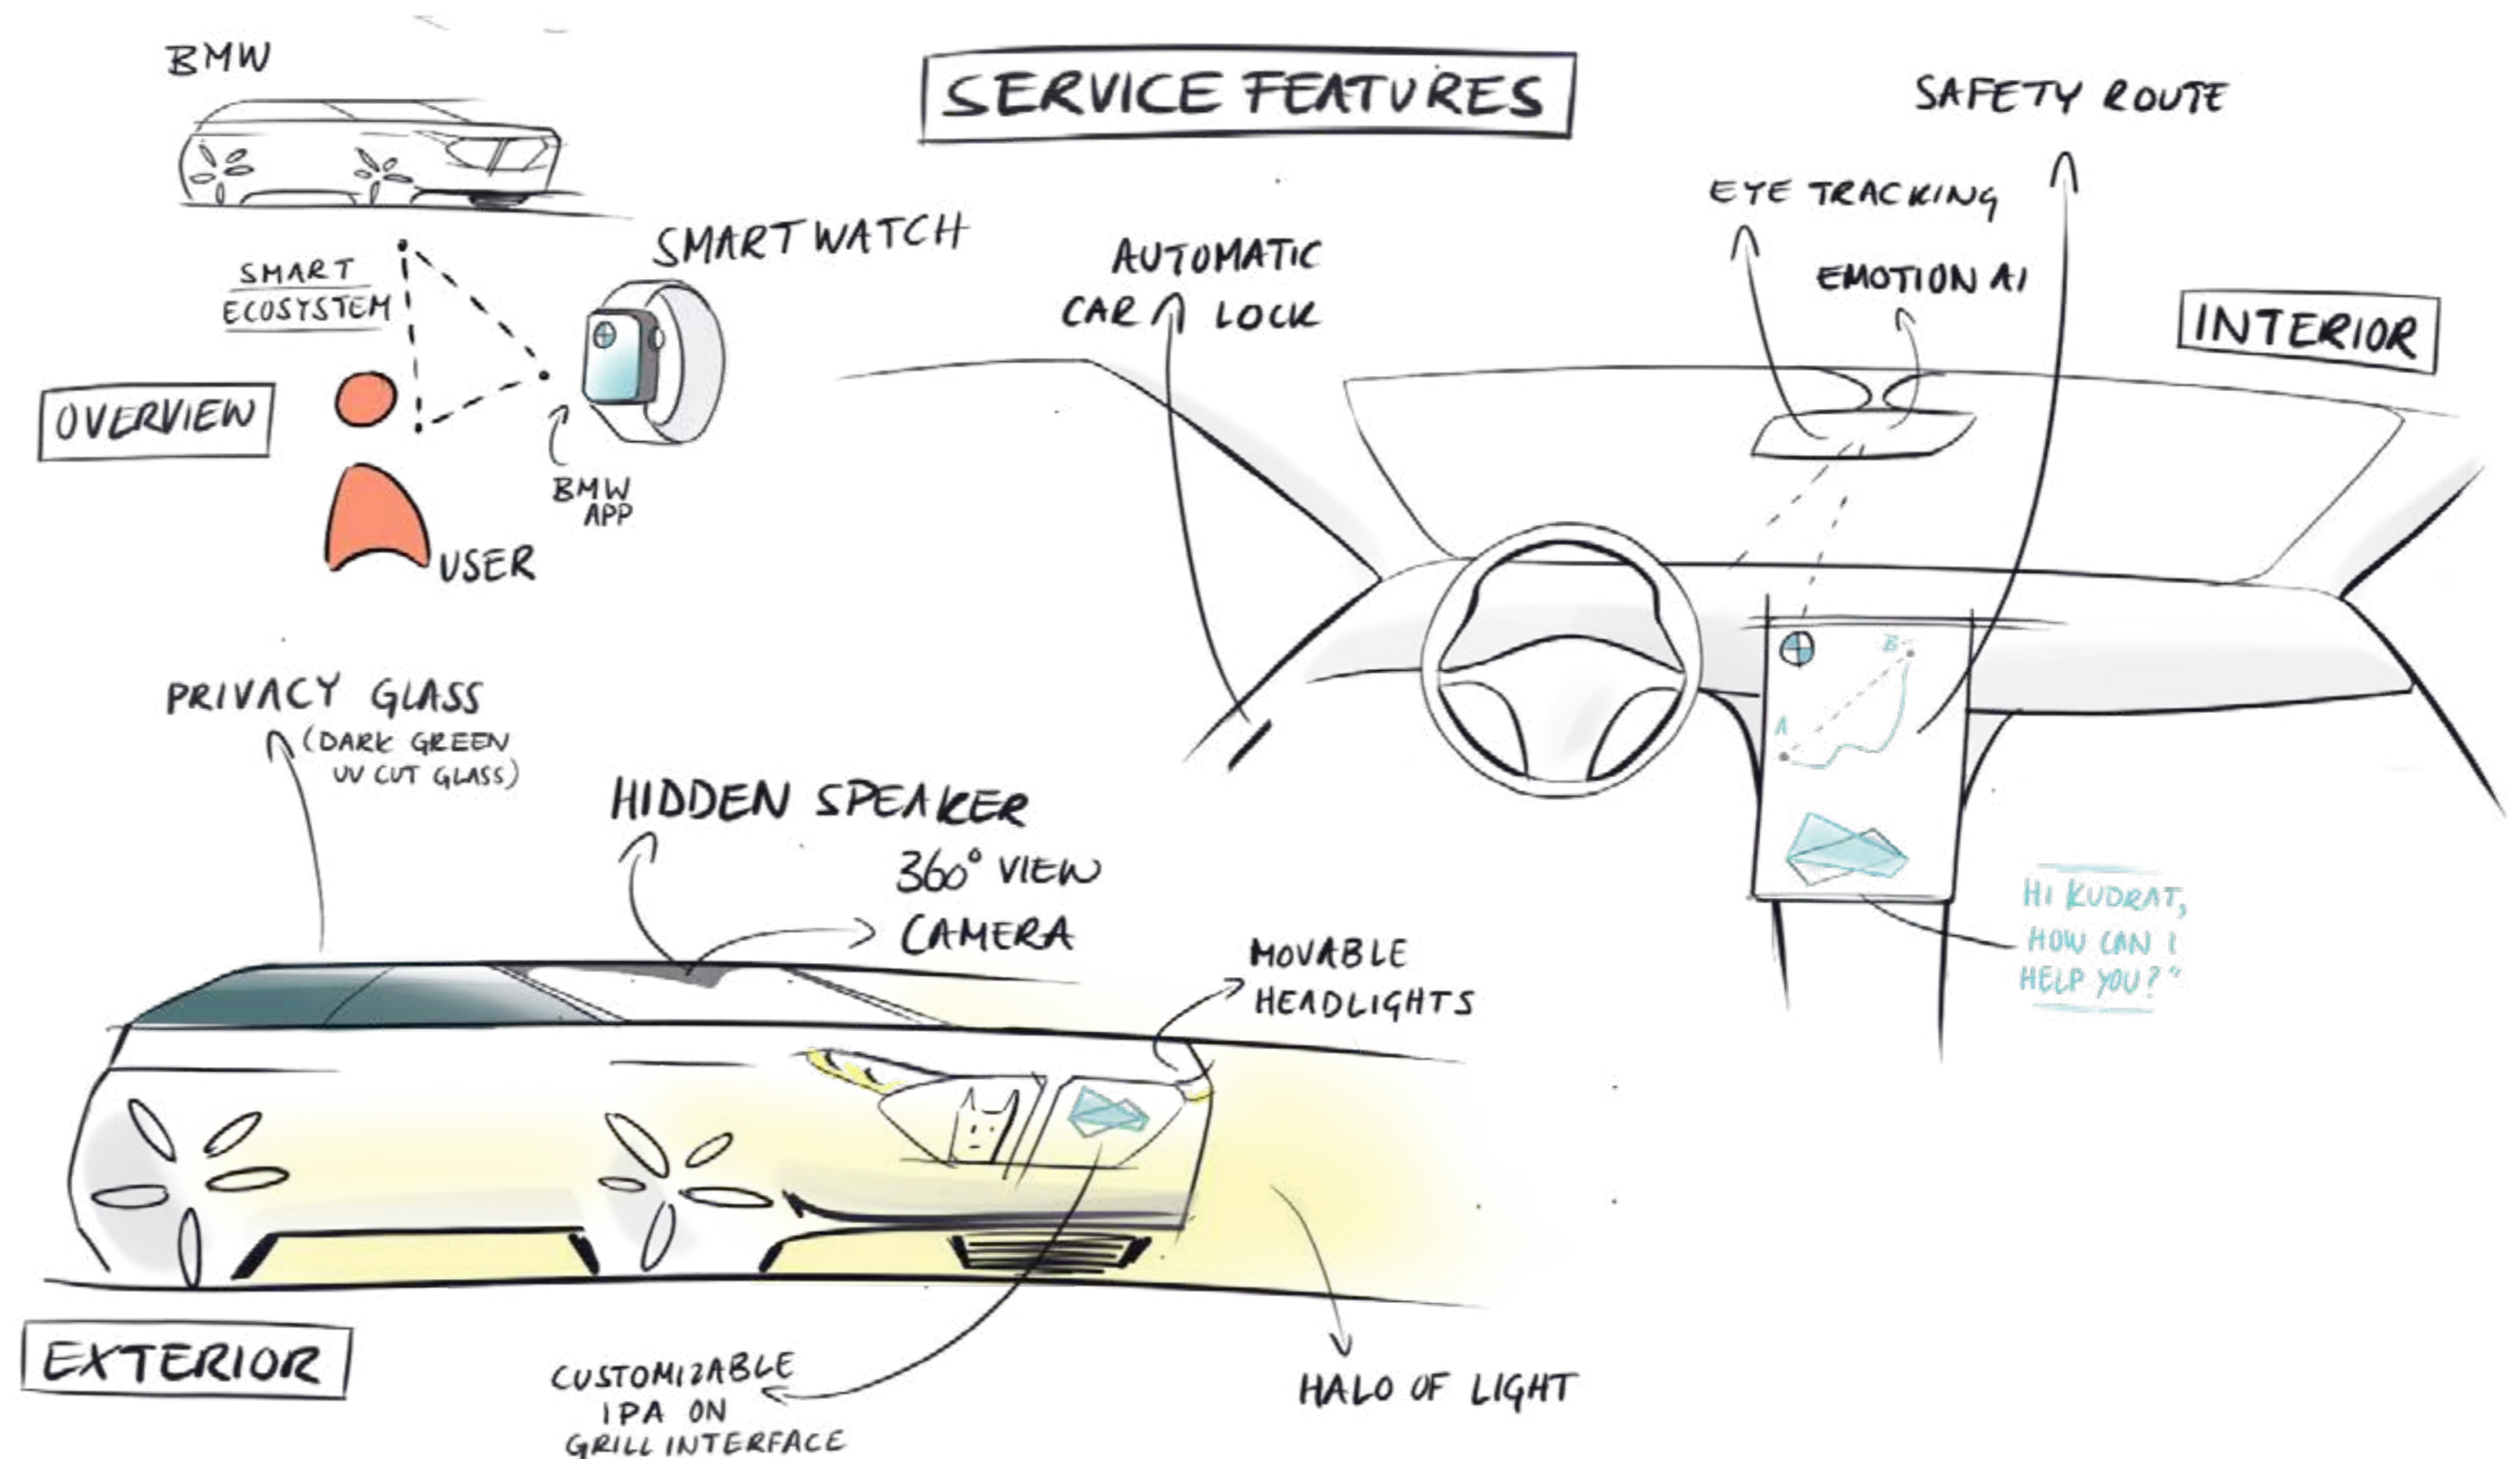 SERVICE FEATURES
BMW
SMART
ECOSYSTEM
SMARTWATCH
OVERVIEW
BMW
APP
USER
AUTOMATIC
CAR LOCK
EYE TRACKING
EMOTION AI
SAFETY ROUTE
INTERIOR
A
B
HI KUDRAT,
HOW CAN I
HELP YOU?"
PRIVACY GLASS
(DARK GREEN
UV CUT GLASS)
HIDDEN SPEAKER
360° VIEW
CAMERA
MOVABLE
HEADLIGHTS
EXTERIOR
CUSTOMIZABLE
IPA ON
GRILL INTERFACE
HALO OF LIGHT